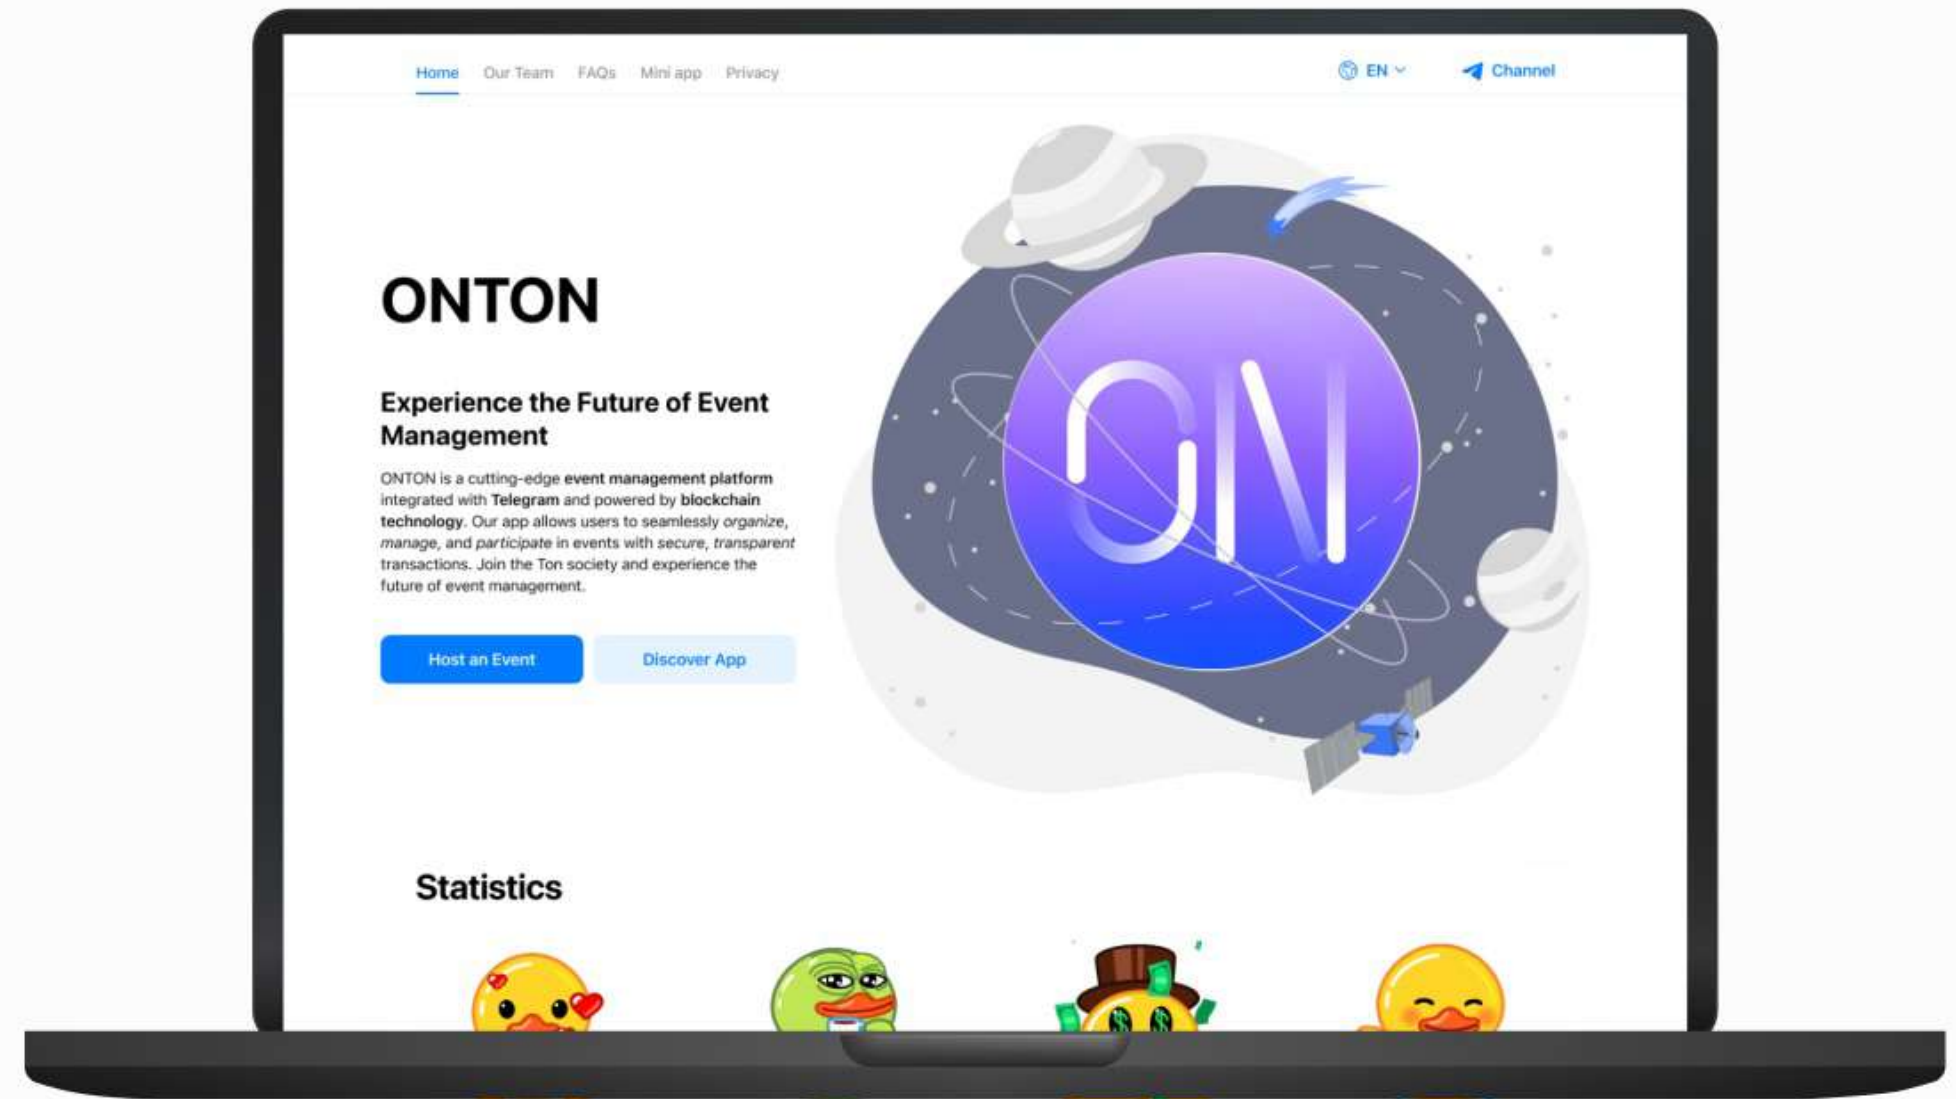 Home Our Team FAQs Mini app Privacy
EN Channel
ONTON
ON
Experience the Future of Event
Management
ONTON is a cutting-edge event management platform
integrated with Telegram and powered by blockchain
technology. Our app allows users to seamlessly organize,
manage, and participate in events with secure, transparent
transactions. Join the Ton society and experience the
future of event management.
Host an Event Discover App
Statistics
$ $